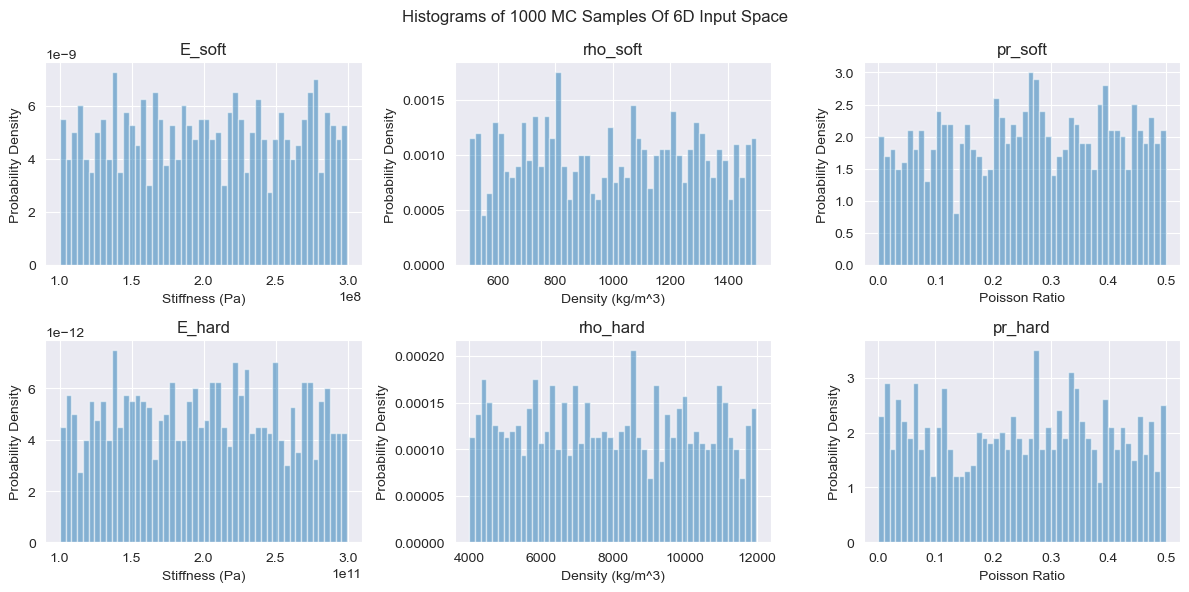 Histograms of 1000 MC Samples Of 6D Input Space
E_soft
1e−9
6
4
2
0
Probability Density
1.0 1.5 2.0 2.5 3.0
1e8
Stiffness (Pa)
rho_soft
0.0015
0.0010
0.0005
0.0000
Probability Density
600 800 1000 1200 1400
Density (kg/m^3)
pr_soft
3.0
2.5
2.0
1.5
1.0
0.5
0.0
Probability Density
0.0 0.1 0.2 0.3 0.4 0.5
Poisson Ratio
E_hard
1e−12
6
4
2
0
Probability Density
1.0 1.5 2.0 2.5 3.0
1e11
Stiffness (Pa)
rho_hard
0.00020
0.00015
0.00010
0.00005
0.00000
Probability Density
4000 6000 8000 10000 12000
Density (kg/m^3)
pr_hard
3
2
1
0
Probability Density
0.0 0.1 0.2 0.3 0.4 0.5
Poisson Ratio